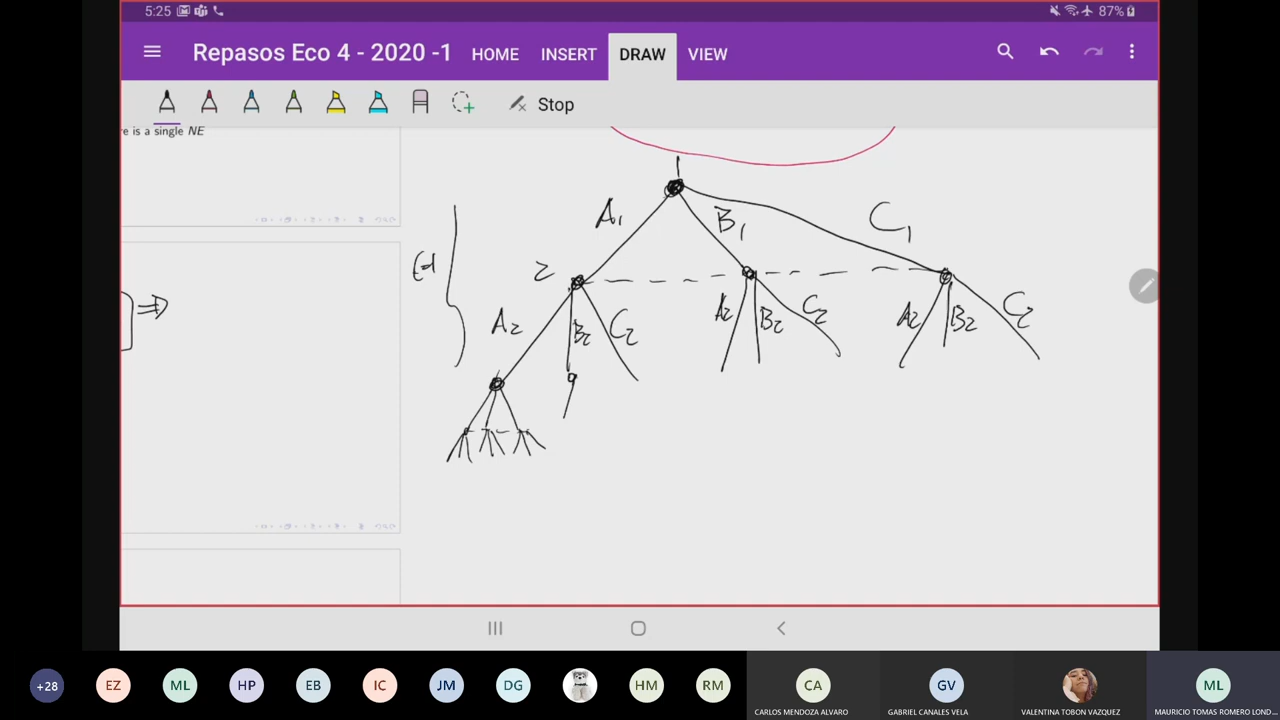 5:25 87%
Repasos Eco 4 - 2020 -1 HOME INSERT DRAW VIEW
Stop
e is a single NE
1
A₁ B₁ C₁
2
A₂ B₂ C₂ A₂ B₂ C₂ A₂ B₂ C₂
⇒
+28 EZ ML HP EB IC JM DG HM RM CA GV ML
CARLOS MENDOZA ALVARO GABRIEL CANALES VELA VALENTINA TOBON VAZQUEZ MAURICIO TOMAS ROMERO LOND...